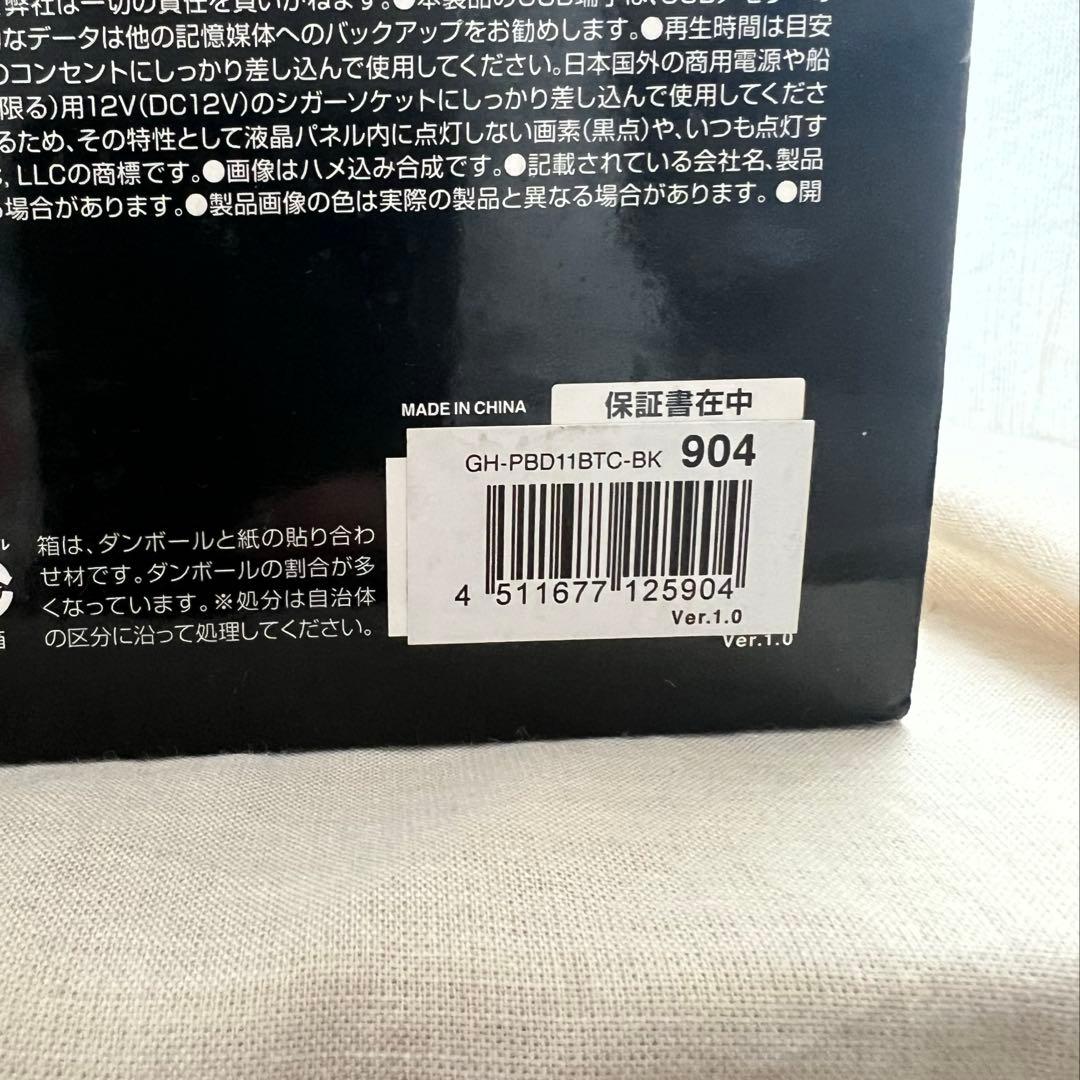 弊社は一切の責任を負いかねます。●本製品のUSB端子は、USBメモリーの
なデータは他の記憶媒体へのバックアップをお勧めします。●再生時間は目安
のコンセントにしっかり差し込んで使用してください。日本国外の商用電源や船
限る)用12V(DC12V)のシガーソケットにしっかり差し込んで使用してくださ
るため、その特性として液晶パネル内に点灯しない画素(黒点)や、いつも点灯す
, LLCの商標です。●画像はハメ込み合成です。●記載されている会社名、製品
る場合があります。●製品画像の色は実際の製品と異なる場合があります。●開
MADE IN CHINA
保証書在中
GH-PBD11BTC-BK 904
4 511677 125904
Ver.1.0
Ver.1.0
ル
箱
箱は、ダンボールと紙の貼り合わ
せ材です。ダンボールの割合が多
くなっています。※処分は自治体
の区分に沿って処理してください。